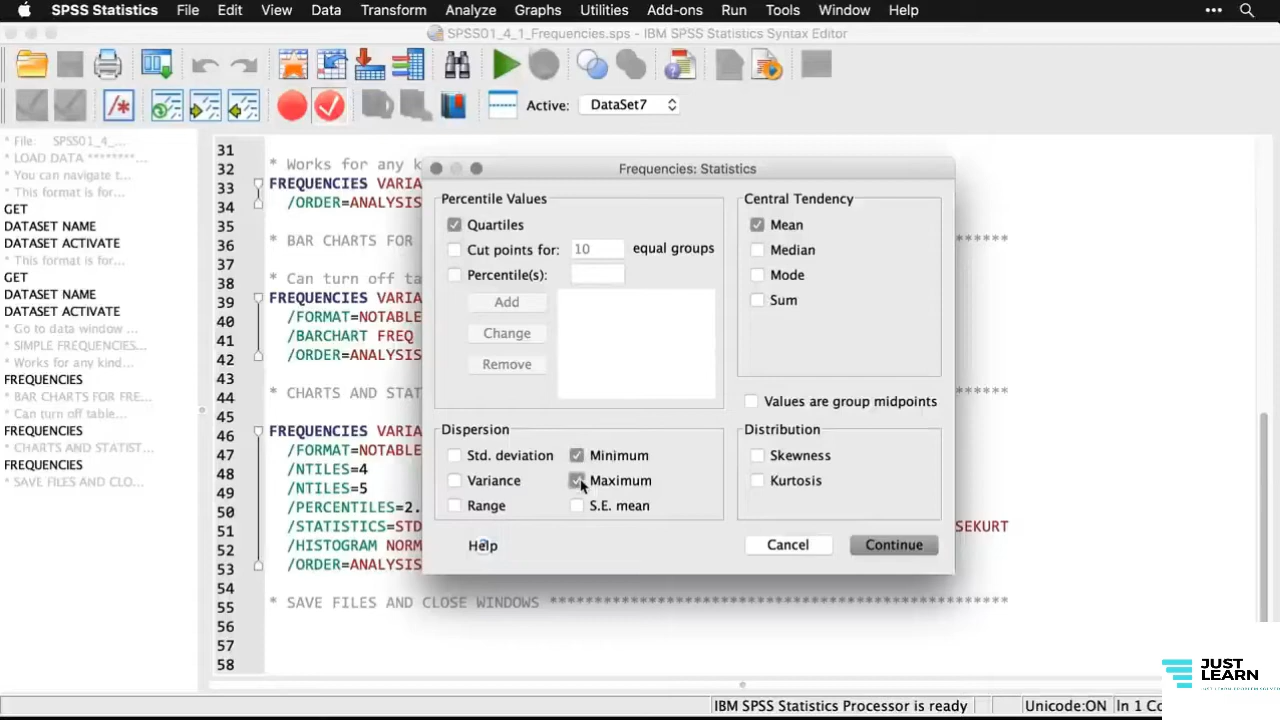 SPSS Statistics File Edit View Data Transform Analyze Graphs Utilities Add-ons Run Tools Window Help
SPSS01_4_1_Frequencies.sps - IBM SPSS Statistics Syntax Editor
Active: DataSet7
* File: SPSS01_4_...
* LOAD DATA ********...
* You can navigate t...
* This format is for...
GET
DATASET NAME
DATASET ACTIVATE
* This format is fo...
GET
DATASET NAME
DATASET ACTIVATE
* Go to data window ...
* SIMPLE FREQUENCIES...
* Works for any kind...
FREQUENCIES
* BAR CHARTS FOR FRE...
* Can turn off table...
FREQUENCIES
* CHARTS AND STATIST...
FREQUENCIES
* SAVE FILES AND CLO...
31
32 * Works for any k
33 FREQUENCIES VARIA
34 /ORDER=ANALYSIS
35
36 * BAR CHARTS FOR *******
37
38 * Can turn off ta
39 FREQUENCIES VARIA
40 /FORMAT=NOTABLE
41 /BARCHART FREQ
42 /ORDER=ANALYSIS
43
44 * CHARTS AND STAT *******
45
46 FREQUENCIES VARIA
47 /FORMAT=NOTABLE
48 /NTILES=4
49 /NTILES=5
50 /PERCENTILES=2.
51 /STATISTICS=STD SEKURT
52 /HISTOGRAM NORM
53 /ORDER=ANALYSIS
54
55 * SAVE FILES AND CLOSE WINDOWS ****************************************
56
57
58
Frequencies: Statistics
Percentile Values
Quartiles
Cut points for: 10 equal groups
Percentile(s):
Add
Change
Remove
Central Tendency
Mean
Median
Mode
Sum
Values are group midpoints
Dispersion
Std. deviation Minimum
Variance Maximum
Range S.E. mean
Distribution
Skewness
Kurtosis
Help Cancel Continue
IBM SPSS Statistics Processor is ready Unicode:ON In 1 Co
JUST
LEARN